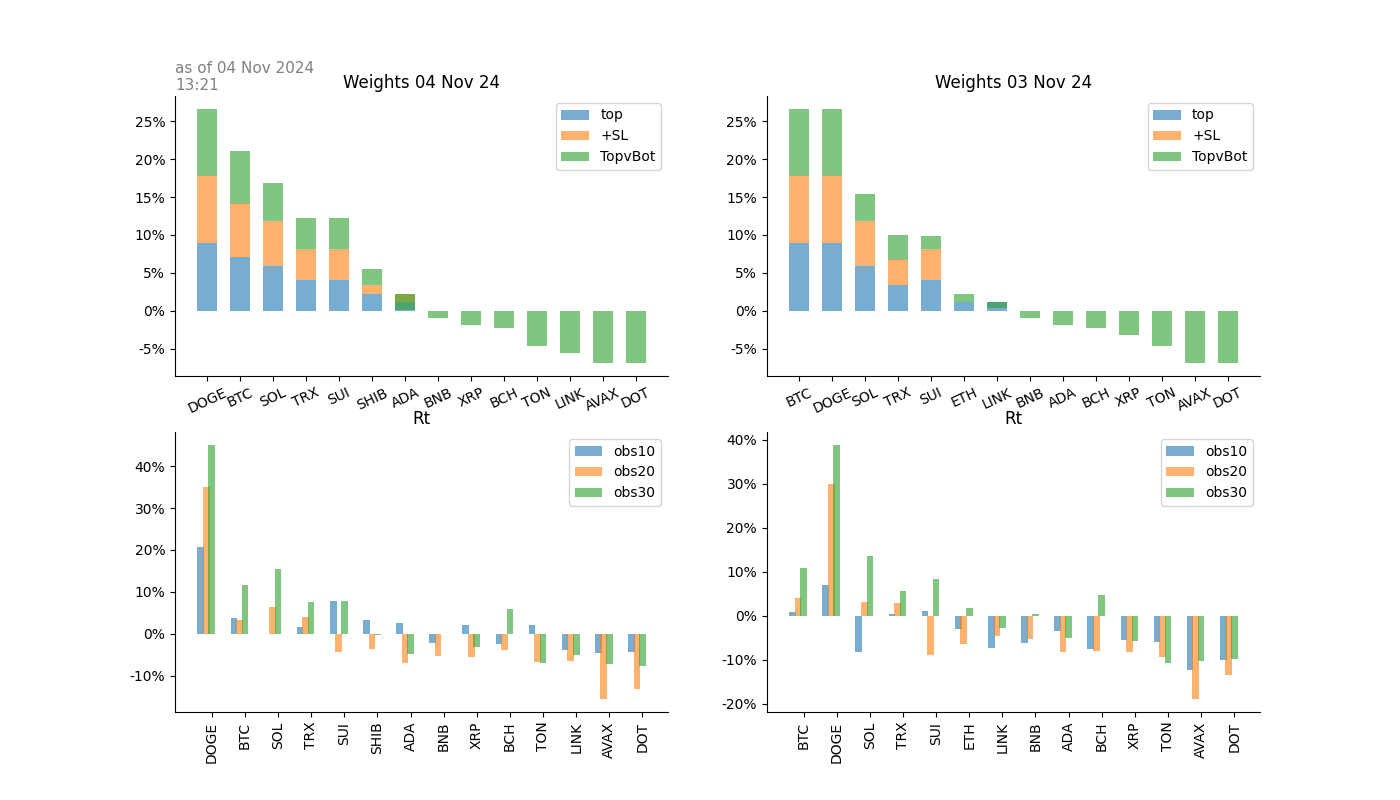 as of 04 Nov 2024
13:21
Weights 04 Nov 24
25%
20%
15%
10%
5%
0%
-5%
top
+SL
TopvBot
DOGE BTC SOL TRX SUI SHIB ADA BNB XRP BCH TON LINK AVAX DOT
Weights 03 Nov 24
25%
20%
15%
10%
5%
0%
-5%
top
+SL
TopvBot
BTC DOGE SOL TRX SUI ETH LINK BNB ADA BCH XRP TON AVAX DOT
Rt
40%
30%
20%
10%
0%
-10%
obs10
obs20
obs30
DOGE BTC SOL TRX SUI SHIB ADA BNB XRP BCH TON LINK AVAX DOT
Rt
40%
30%
20%
10%
0%
-10%
-20%
obs10
obs20
obs30
BTC DOGE SOL TRX SUI ETH LINK BNB ADA BCH XRP TON AVAX DOT